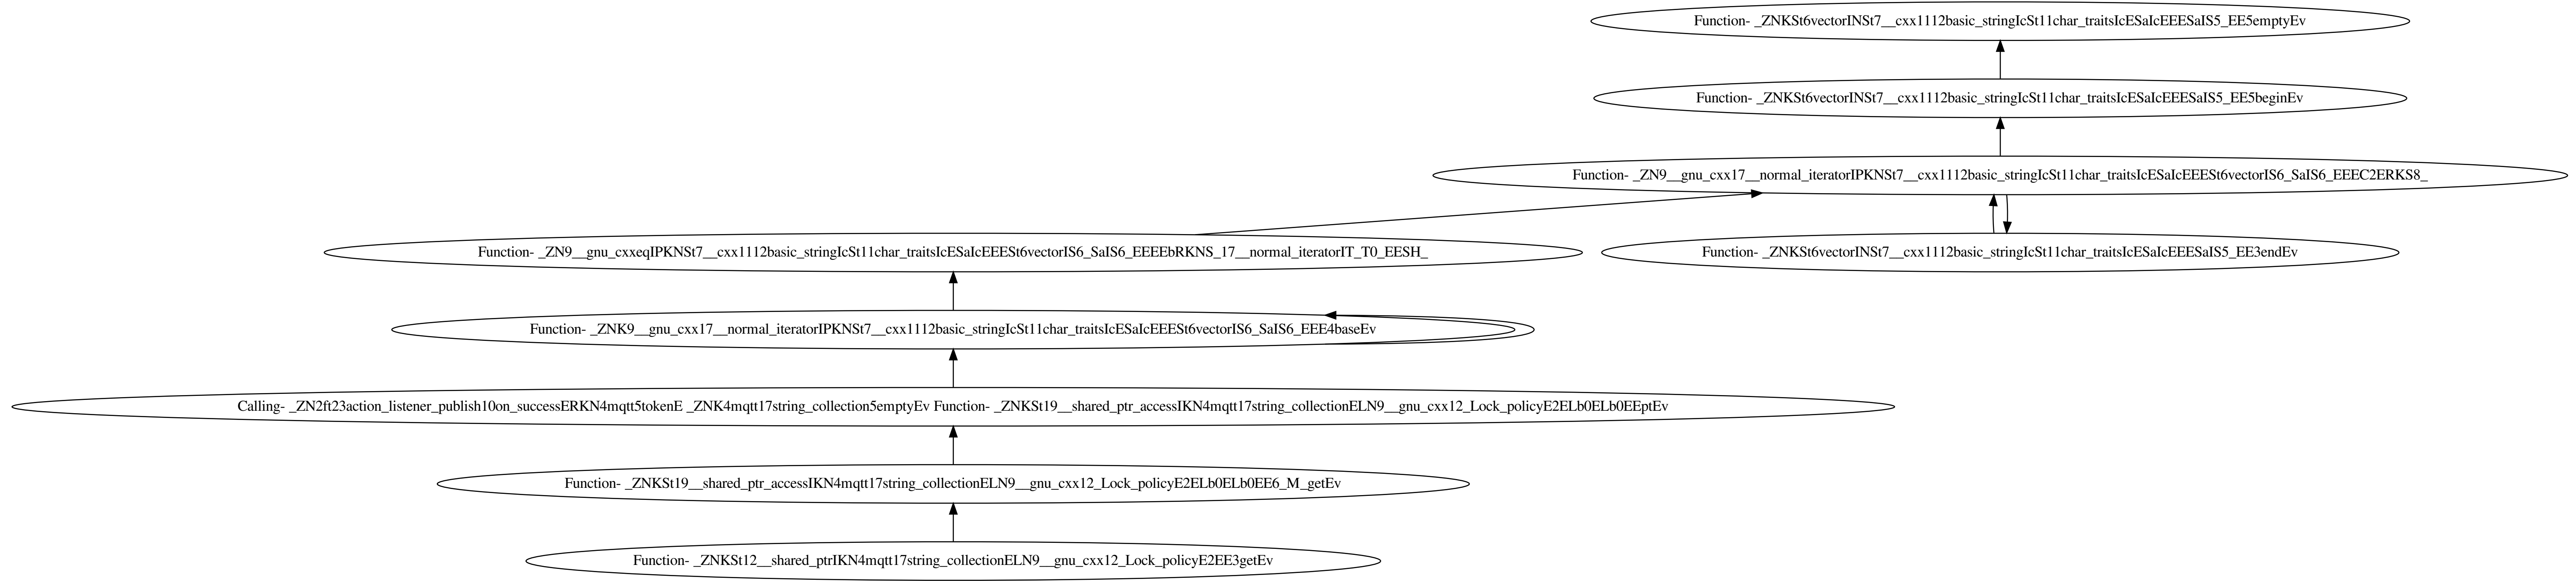 Function- _ZNKSt6vectorINSt7__cxx1112basic_stringIcSt11char_traitsIcESaIcEEESaIS5_EE5emptyEv
Function- _ZNKSt6vectorINSt7__cxx1112basic_stringIcSt11char_traitsIcESaIcEEESaIS5_EE5beginEv
Function- _ZN9__gnu_cxx17__normal_iteratorIPKNSt7__cxx1112basic_stringIcSt11char_traitsIcESaIcEEESt6vectorIS6_SaIS6_EEEC2ERKS8_
Function- _ZN9__gnu_cxxeqIPKNSt7__cxx1112basic_stringIcSt11char_traitsIcESaIcEEESt6vectorIS6_SaIS6_EEEEbRKNS_17__normal_iteratorIT_T0_EESH_
Function- _ZNKSt6vectorINSt7__cxx1112basic_stringIcSt11char_traitsIcESaIcEEESaIS5_EE3endEv
Function- _ZNK9__gnu_cxx17__normal_iteratorIPKNSt7__cxx1112basic_stringIcSt11char_traitsIcESaIcEEESt6vectorIS6_SaIS6_EEE4baseEv
Calling- _ZN2ft23action_listener_publish10on_successERKN4mqtt5tokenE _ZNK4mqtt17string_collection5emptyEv Function- _ZNKSt19__shared_ptr_accessIKN4mqtt17string_collectionELN9__gnu_cxx12_Lock_policyE2ELb0ELb0EEptEv
Function- _ZNKSt19__shared_ptr_accessIKN4mqtt17string_collectionELN9__gnu_cxx12_Lock_policyE2ELb0ELb0EE6_M_getEv
Function- _ZNKSt12__shared_ptrIKN4mqtt17string_collectionELN9__gnu_cxx12_Lock_policyE2EE3getEv